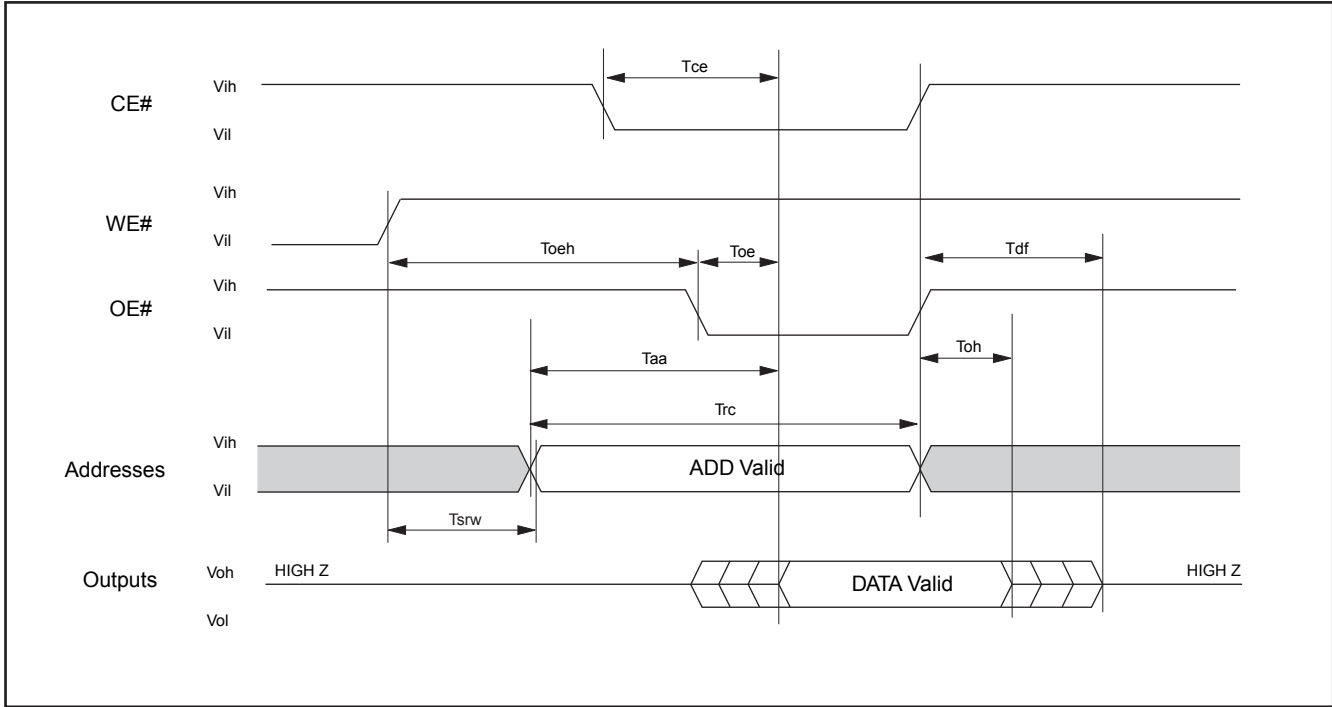 Tce
Vih
CE#
Vil
Vih
WE#
Vil
Toeh
Toe
Tdf
Vih
OE#
Vil
Toh
Taa
Trc
Vih
Addresses
ADD Valid
Vil
Tsrw
Outputs
Voh
HIGH Z
DATA Valid
HIGH Z
Vol